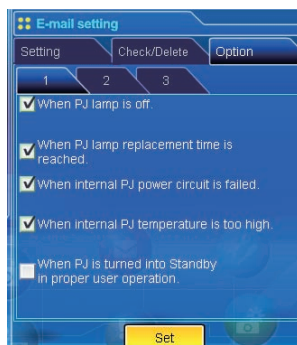 E-mail setting
Setting Check/Delete Option
1 2 3
When PJ lamp is off.
When PJ lamp replacement time is
reached.
When internal PJ power circuit is failed.
When internal PJ temperature is too high.
When PJ is turned into Standby
in proper user operation.
Set